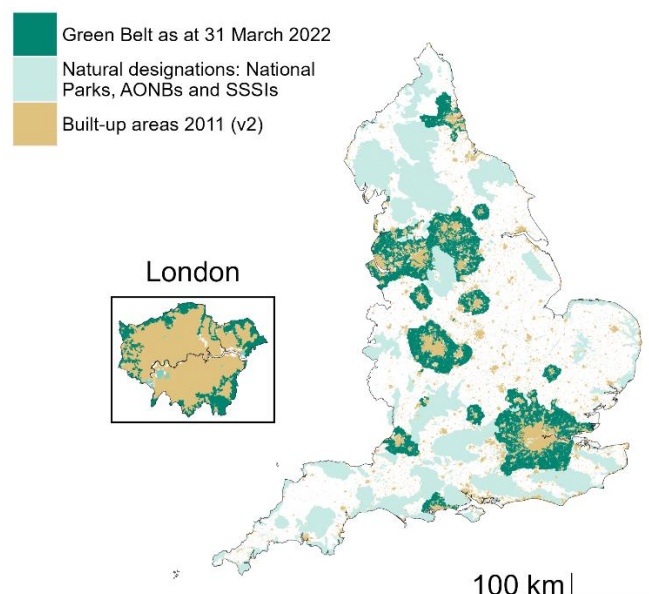 Green Belt as at 31 March 2022
Natural designations: National
Parks, AONBs and SSSIs
Built-up areas 2011 (v2)
London
100 km